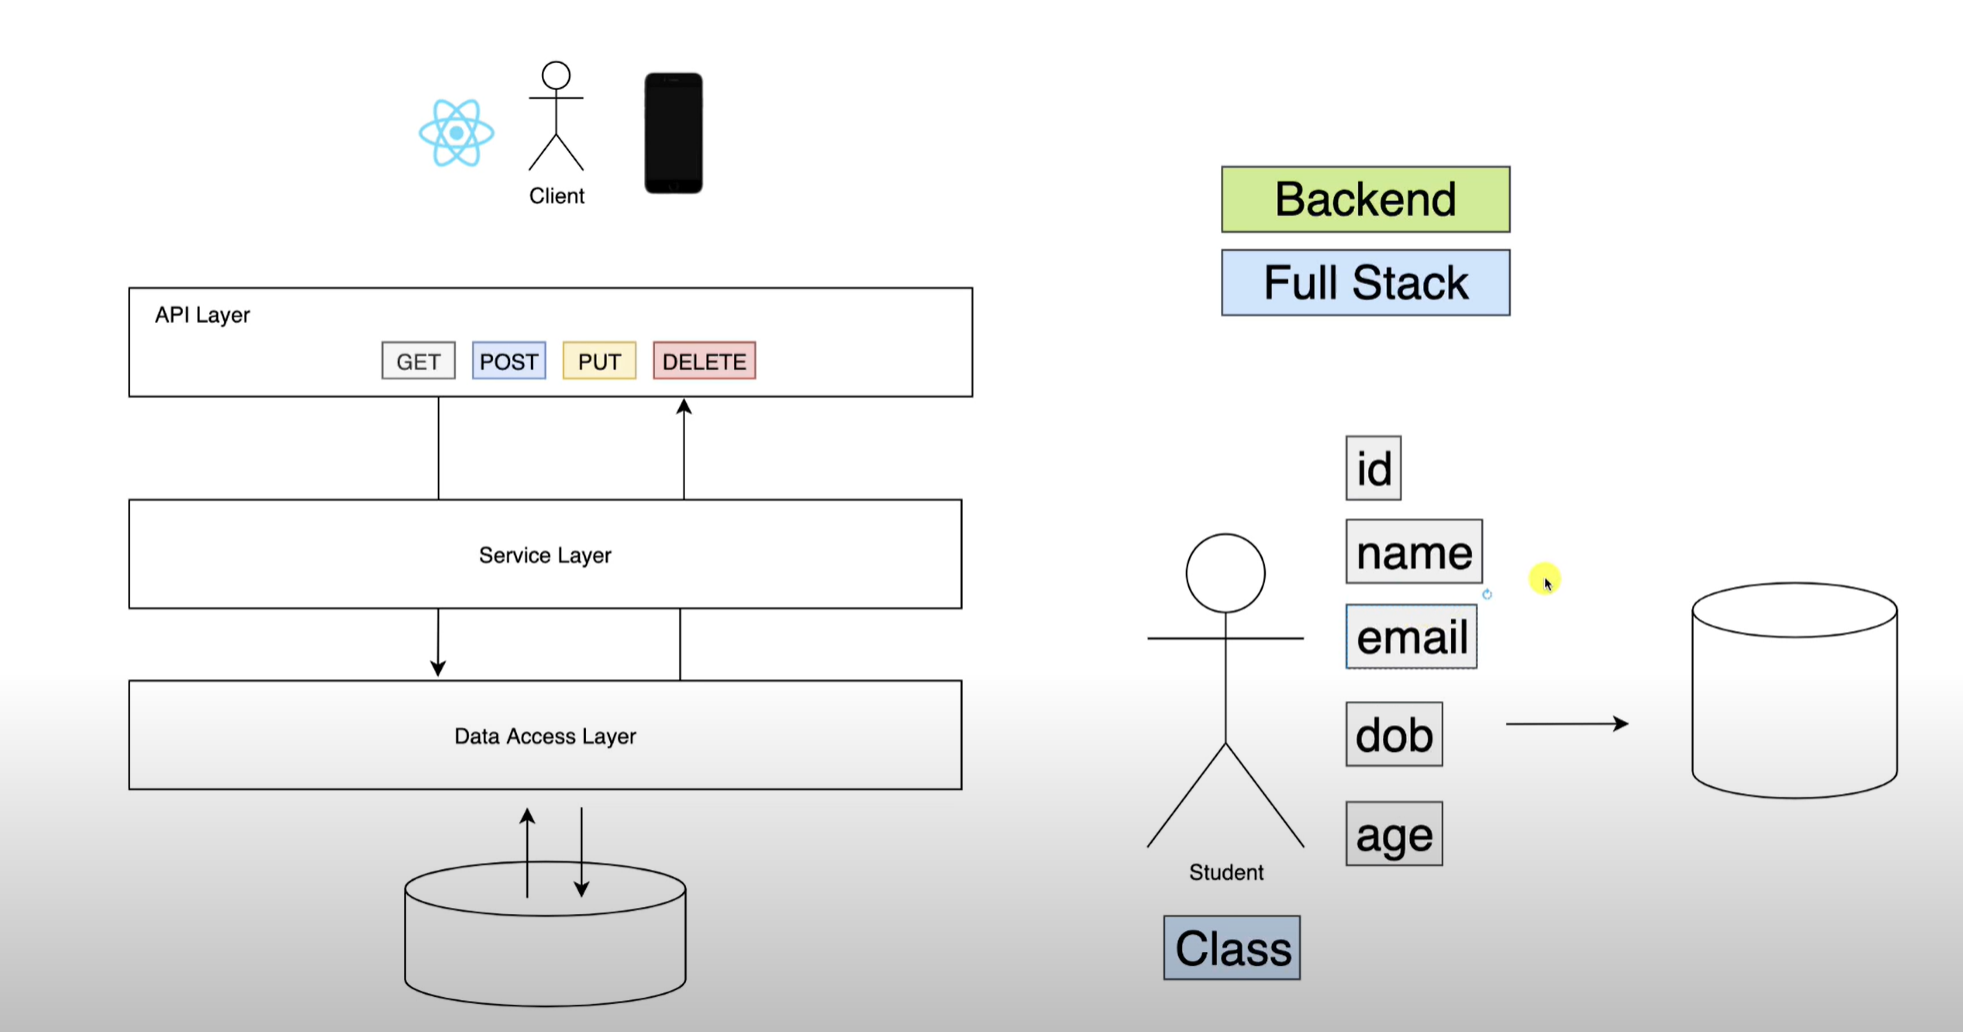 Client
API Layer
GET POST PUT DELETE
Service Layer
Data Access Layer
Backend
Full Stack
id
name
email
dob
age
Student
Class